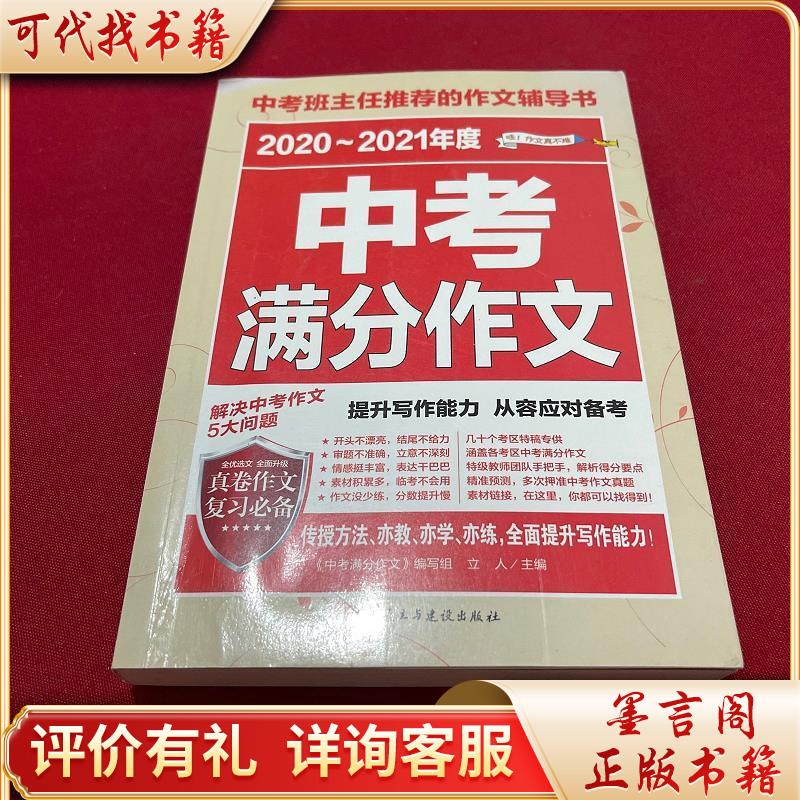 可代找书籍
中考班主任推荐的作文辅导书
2020~2021年度
哇!作文真不难
中考
满分作文
解决中考作文
5大问题
提升写作能力 从容应对备考
★ 开头不漂亮,结尾不给力
★ 审题不准确,立意不深刻
★ 情感挺丰富,表达干巴巴
★ 素材积累多,临考不会用
★ 作文没少练,分数提升慢
几十个考区特稿专供
涵盖各考区中考满分作文
特级教师团队手把手,解析得分要点
精准预测,多次押准中考作文真题
素材链接,在这里,你都可以找得到!
全优选文 全面升级
真卷作文
复习必备
★★★★★
传授方法、亦教、亦学、亦练,全面提升写作能力!
《中考满分作文》编写组 立 人/主编
与建设出版社
评价有礼 详询客服
墨言阁
正版书籍